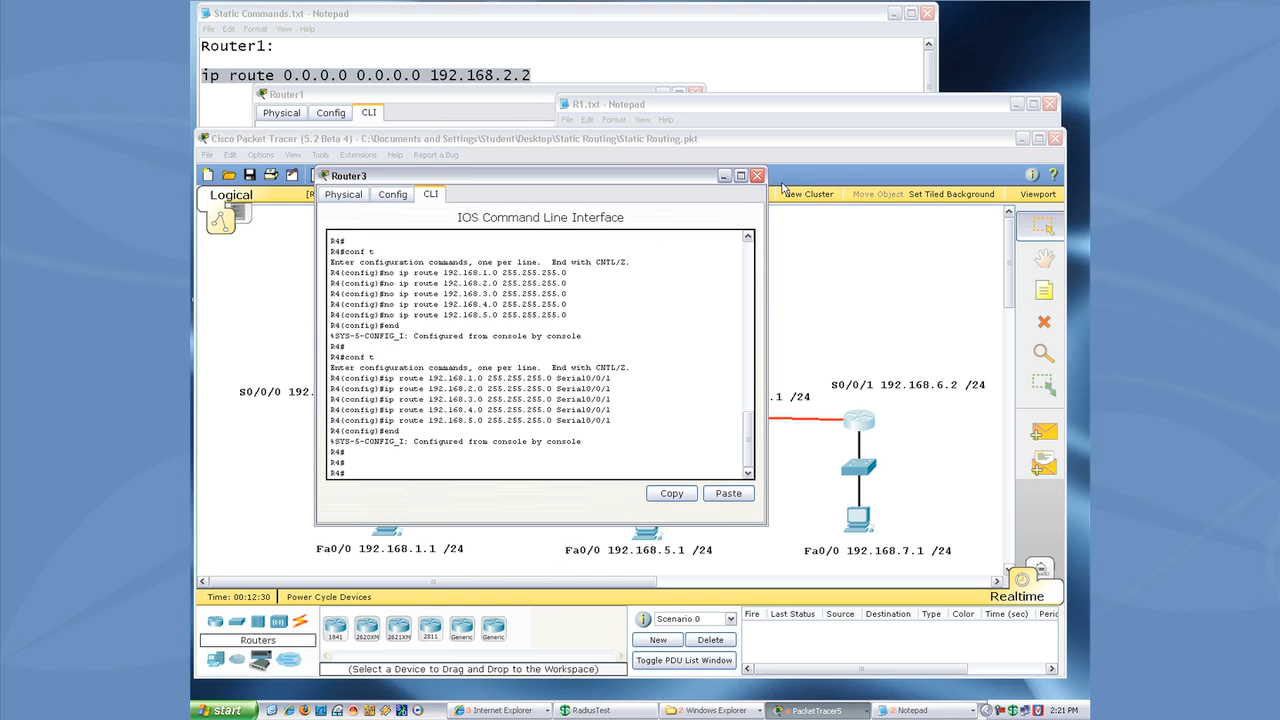 Static Commands.txt - Notepad
File Edit Format View Help
Router1:
ip route 0.0.0.0 0.0.0.0 192.168.2.2
Router1
Physical Config CLI
R1.txt - Notepad
File Edit Format View Help
Cisco Packet Tracer (5.2 Beta 4) - C:\Documents and Settings\Student\Desktop\Static Routing\Static Routing.pkt
File Edit Options View Tools Extensions Help Report a Bug
Logical
New Cluster Move Object Set Tiled Background Viewport
Router3
Physical Config CLI
IOS Command Line Interface
R4#
R4#conf t
Enter configuration commands, one per line. End with CNTL/Z.
R4(config)#no ip route 192.168.1.0 255.255.255.0
R4(config)#no ip route 192.168.2.0 255.255.255.0
R4(config)#no ip route 192.168.3.0 255.255.255.0
R4(config)#no ip route 192.168.4.0 255.255.255.0
R4(config)#no ip route 192.168.5.0 255.255.255.0
R4(config)#end
%SYS-5-CONFIG_I: Configured from console by console
R4#
R4#conf t
Enter configuration commands, one per line. End with CNTL/Z.
R4(config)#ip route 192.168.1.0 255.255.255.0 Serial0/0/1
R4(config)#ip route 192.168.2.0 255.255.255.0 Serial0/0/1
R4(config)#ip route 192.168.3.0 255.255.255.0 Serial0/0/1
R4(config)#ip route 192.168.4.0 255.255.255.0 Serial0/0/1
R4(config)#ip route 192.168.5.0 255.255.255.0 Serial0/0/1
R4(config)#end
%SYS-5-CONFIG_I: Configured from console by console
R4#
R4#
R4#
Copy Paste
S0/0/0 192.
.1 /24
S0/0/1 192.168.6.2 /24
Fa0/0 192.168.1.1 /24
Fa0/0 192.168.5.1 /24
Fa0/0 192.168.7.1 /24
Realtime
Time: 00:12:30 Power Cycle Devices
Routers
1841 2620XM 2621XM 2811 Generic Generic
(Select a Device to Drag and Drop to the Workspace)
Scenario 0
New Delete
Toggle PDU List Window
Fire Last Status Source Destination Type Color Time (sec) Peri
start
3 Internet Explorer
RadiusTest
2 Windows Explorer
PacketTracer5
2 Notepad
2:21 PM